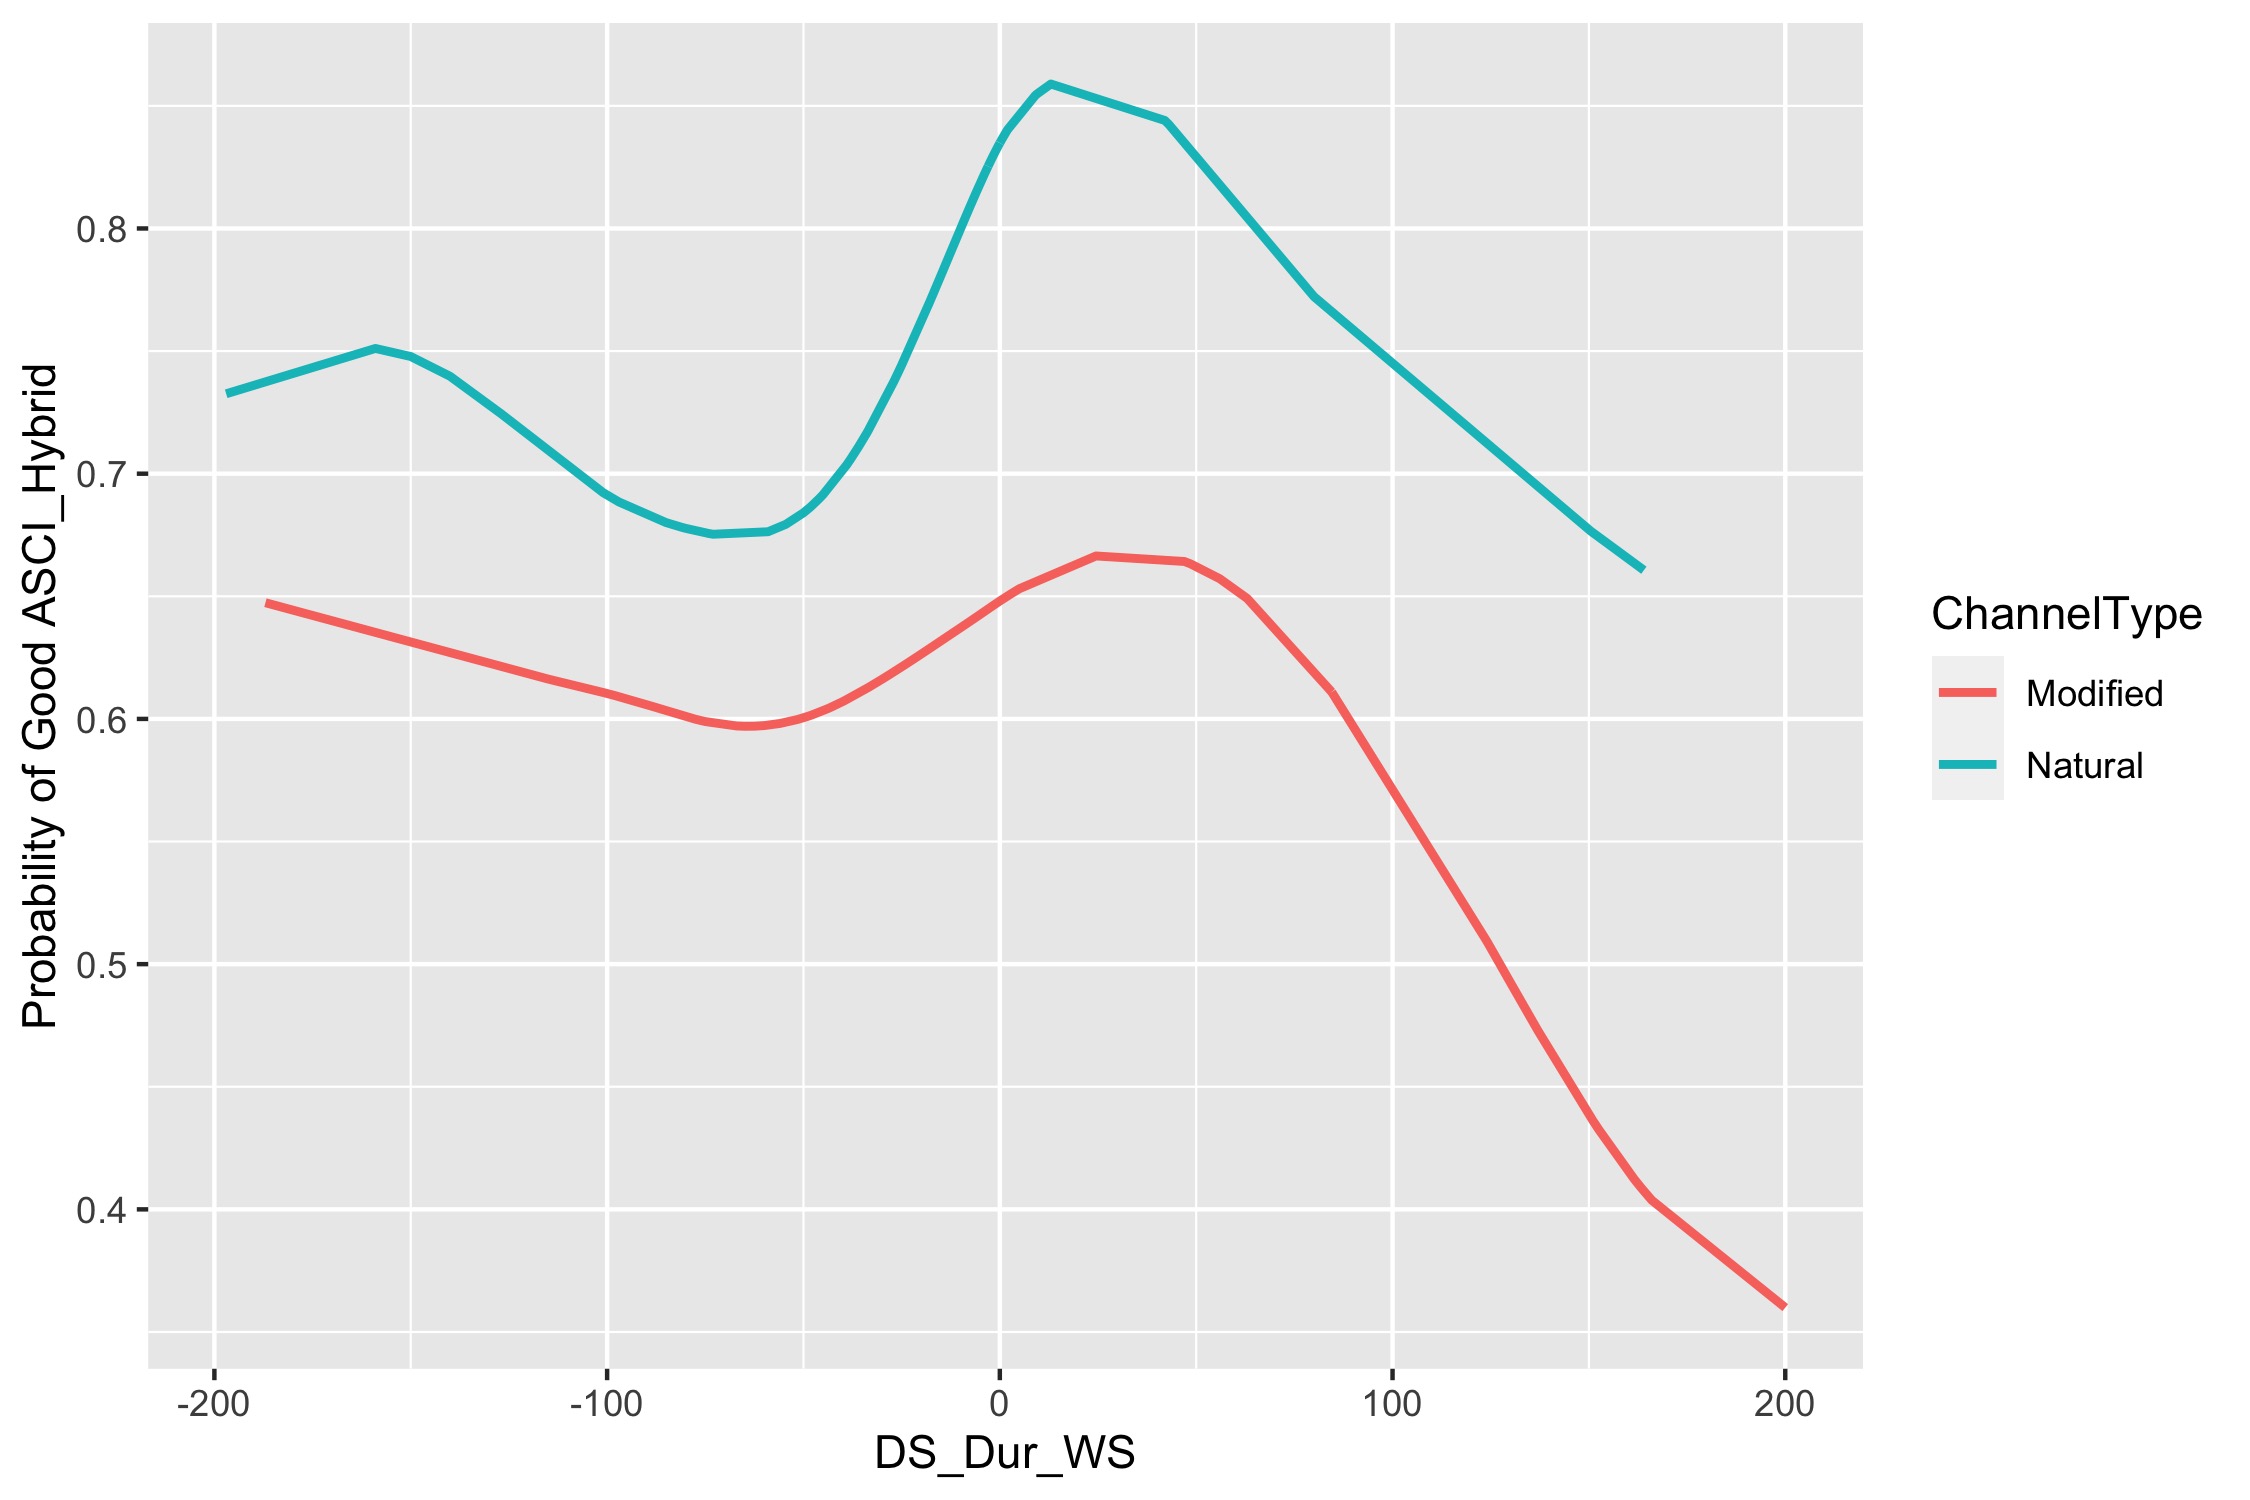 Probability of Good ASCI_Hybrid
0.8
0.7
0.6
0.5
0.4
-200
-100
0
100
200
DS_Dur_WS
ChannelType
Modified
Natural